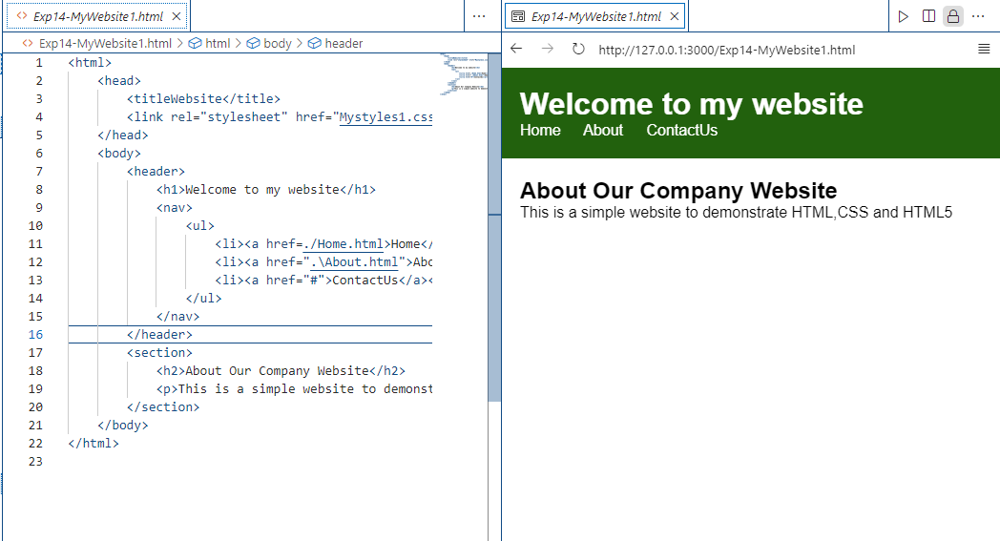 Exp14-MyWebsite1.html
Exp14-MyWebsite1.html > html > body > header
1 <html>
2 <head>
3 <titleWebsite</title>
4 <link rel="stylesheet" href="Mystyles1.css
5 </head>
6 <body>
7 <header>
8 <h1>Welcome to my website</h1>
9 <nav>
10 <ul>
11 <li><a href=./Home.html>Home</
12 <li><a href=".\About.html">Abo
13 <li><a href="#">ContactUs</a><
14 </ul>
15 </nav>
16 </header>
17 <section>
18 <h2>About Our Company Website</h2>
19 <p>This is a simple website to demonst
20 </section>
21 </body>
22 </html>
23
Exp14-MyWebsite1.html
http://127.0.0.1:3000/Exp14-MyWebsite1.html
Welcome to my website
Home About ContactUs
About Our Company Website
This is a simple website to demonstrate HTML,CSS and HTML5